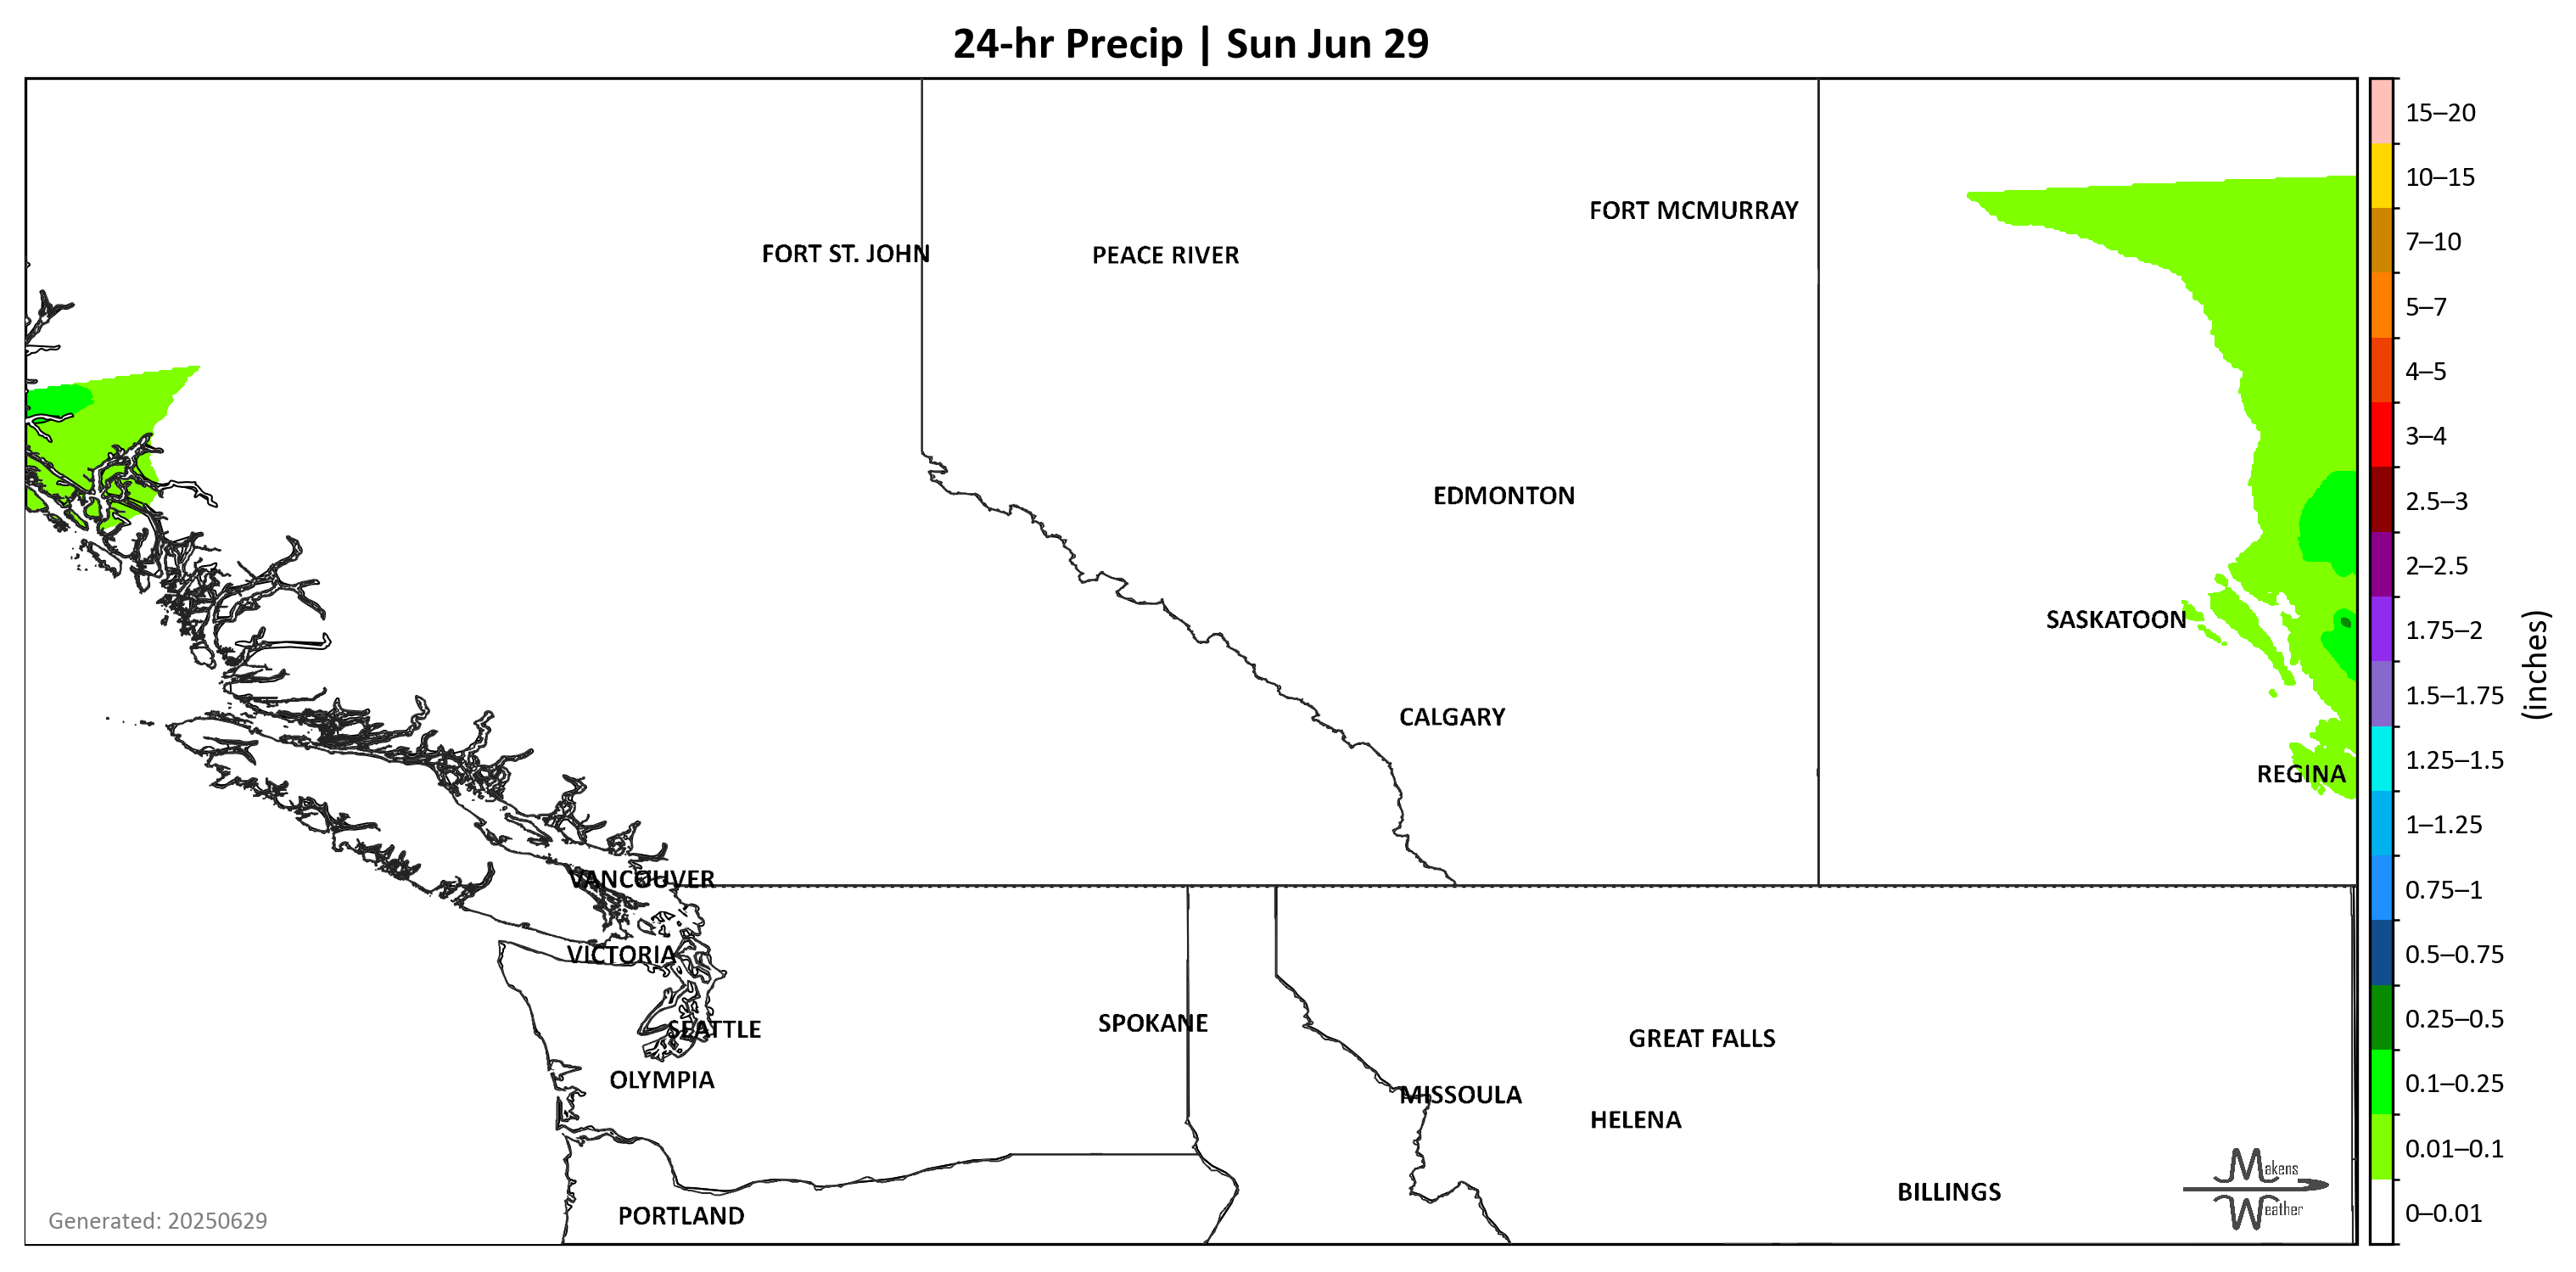 24-hr Precip | Sun Jun 29
FORT MCMURRAY
FORT ST. JOHN
PEACE RIVER
EDMONTON
SASKATOON
CALGARY
REGINA
VANCOUVER
VICTORIA
SEATTLE
SPOKANE
GREAT FALLS
OLYMPIA
MISSOULA
HELENA
BILLINGS
PORTLAND
Makens
Weather
Generated: 20250629
15–20
10–15
7–10
5–7
4–5
3–4
2.5–3
2–2.5
1.75–2
1.5–1.75
1.25–1.5
1–1.25
0.75–1
0.5–0.75
0.25–0.5
0.1–0.25
0.01–0.1
0–0.01
(inches)